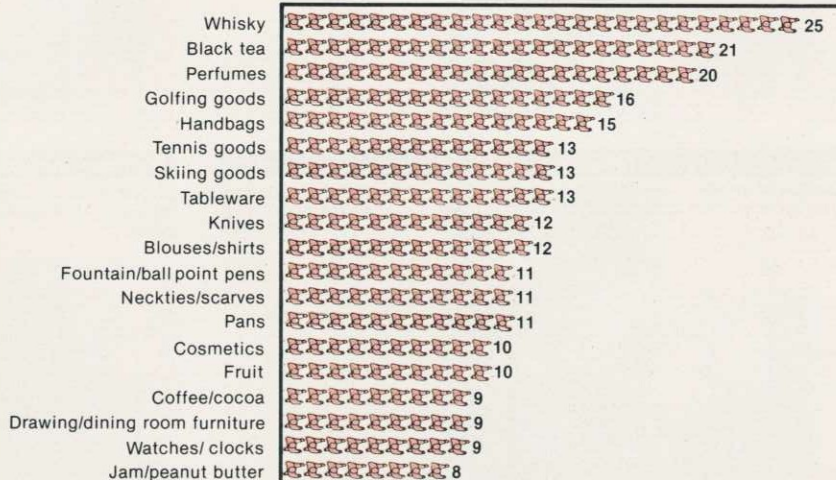 Whisky 25
Black tea 21
Perfumes 20
Golfing goods 16
Handbags 15
Tennis goods 13
Skiing goods 13
Tableware 13
Knives 12
Blouses/shirts 12
Fountain/ball point pens 11
Neckties/scarves 11
Pans 11
Cosmetics 10
Fruit 10
Coffee/cocoa 9
Drawing/dining room furniture 9
Watches/ clocks 9
Jam/peanut butter 8